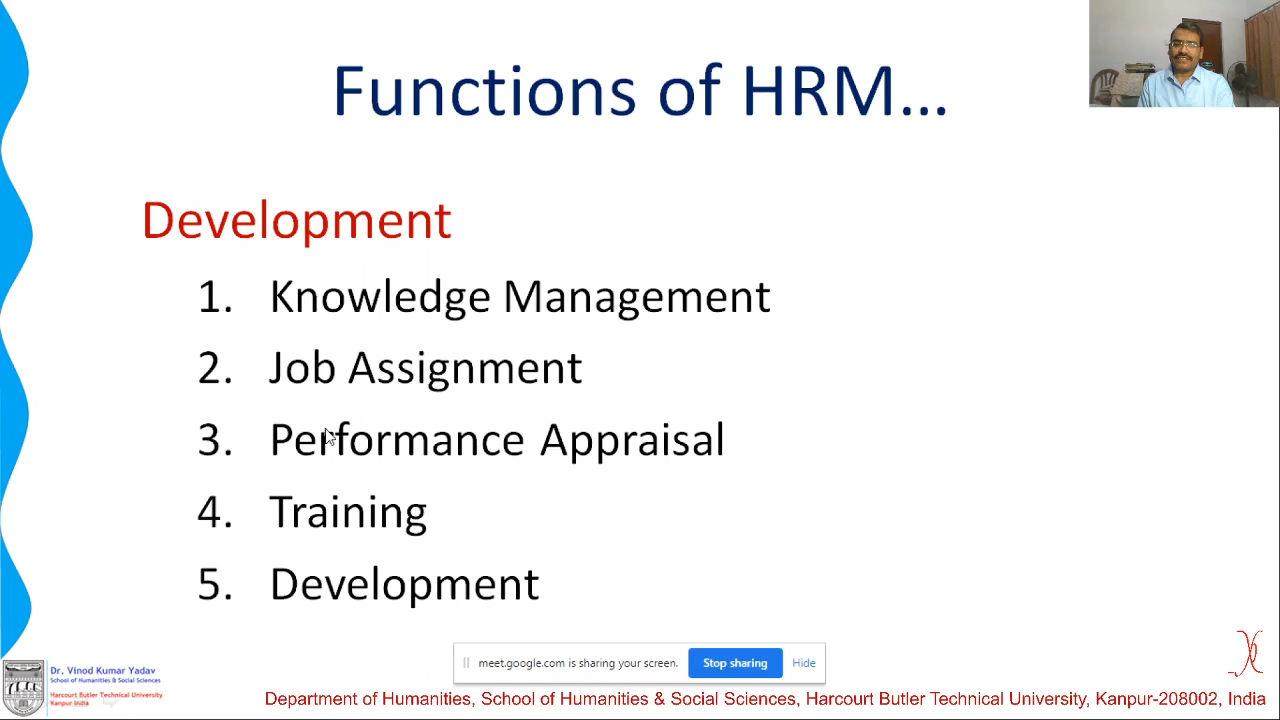 Functions of HRM...
Development
1. Knowledge Management
2. Job Assignment
3. Performance Appraisal
4. Training
5. Development
meet.google.com is sharing your screen. Stop sharing Hide
Dr. Vinod Kumar Yadav
School of Humanities & Social Sciences
Harcourt Butler Technical University
Kanpur India
Department of Humanities, School of Humanities & Social Sciences, Harcourt Butler Technical University, Kanpur-208002, India